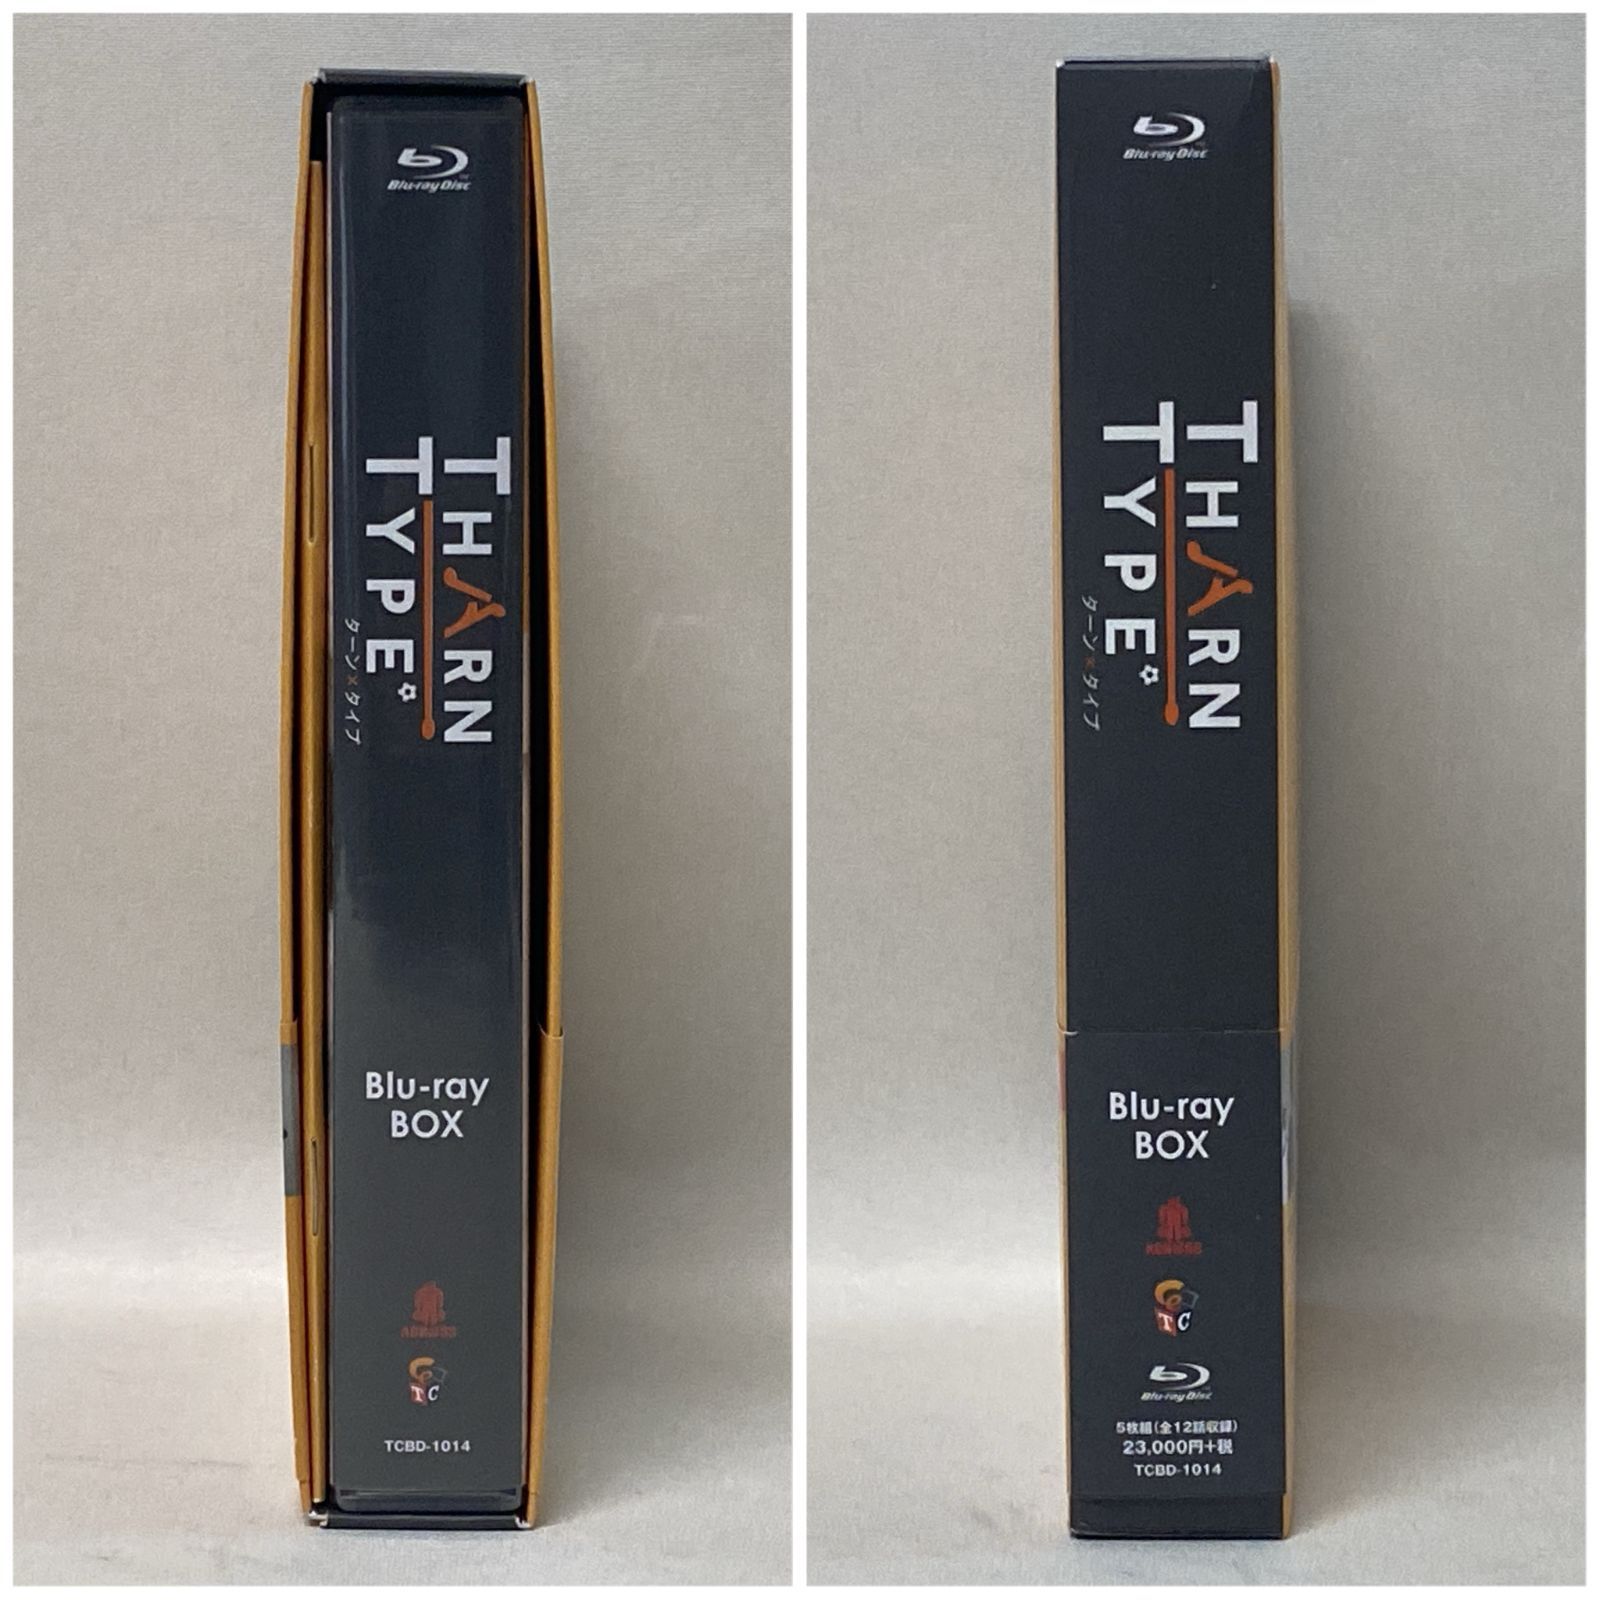 Blu-ray Disc
THARN
TYPE
ターン×タイプ
Blu-ray
BOX
TC
TCBD-1014
Blu-ray Disc
THARN
TYPE
ターン×タイプ
Blu-ray
BOX
TC
Blu-ray Disc
5枚組(全12話収録)
23,000円+税
TCBD-1014